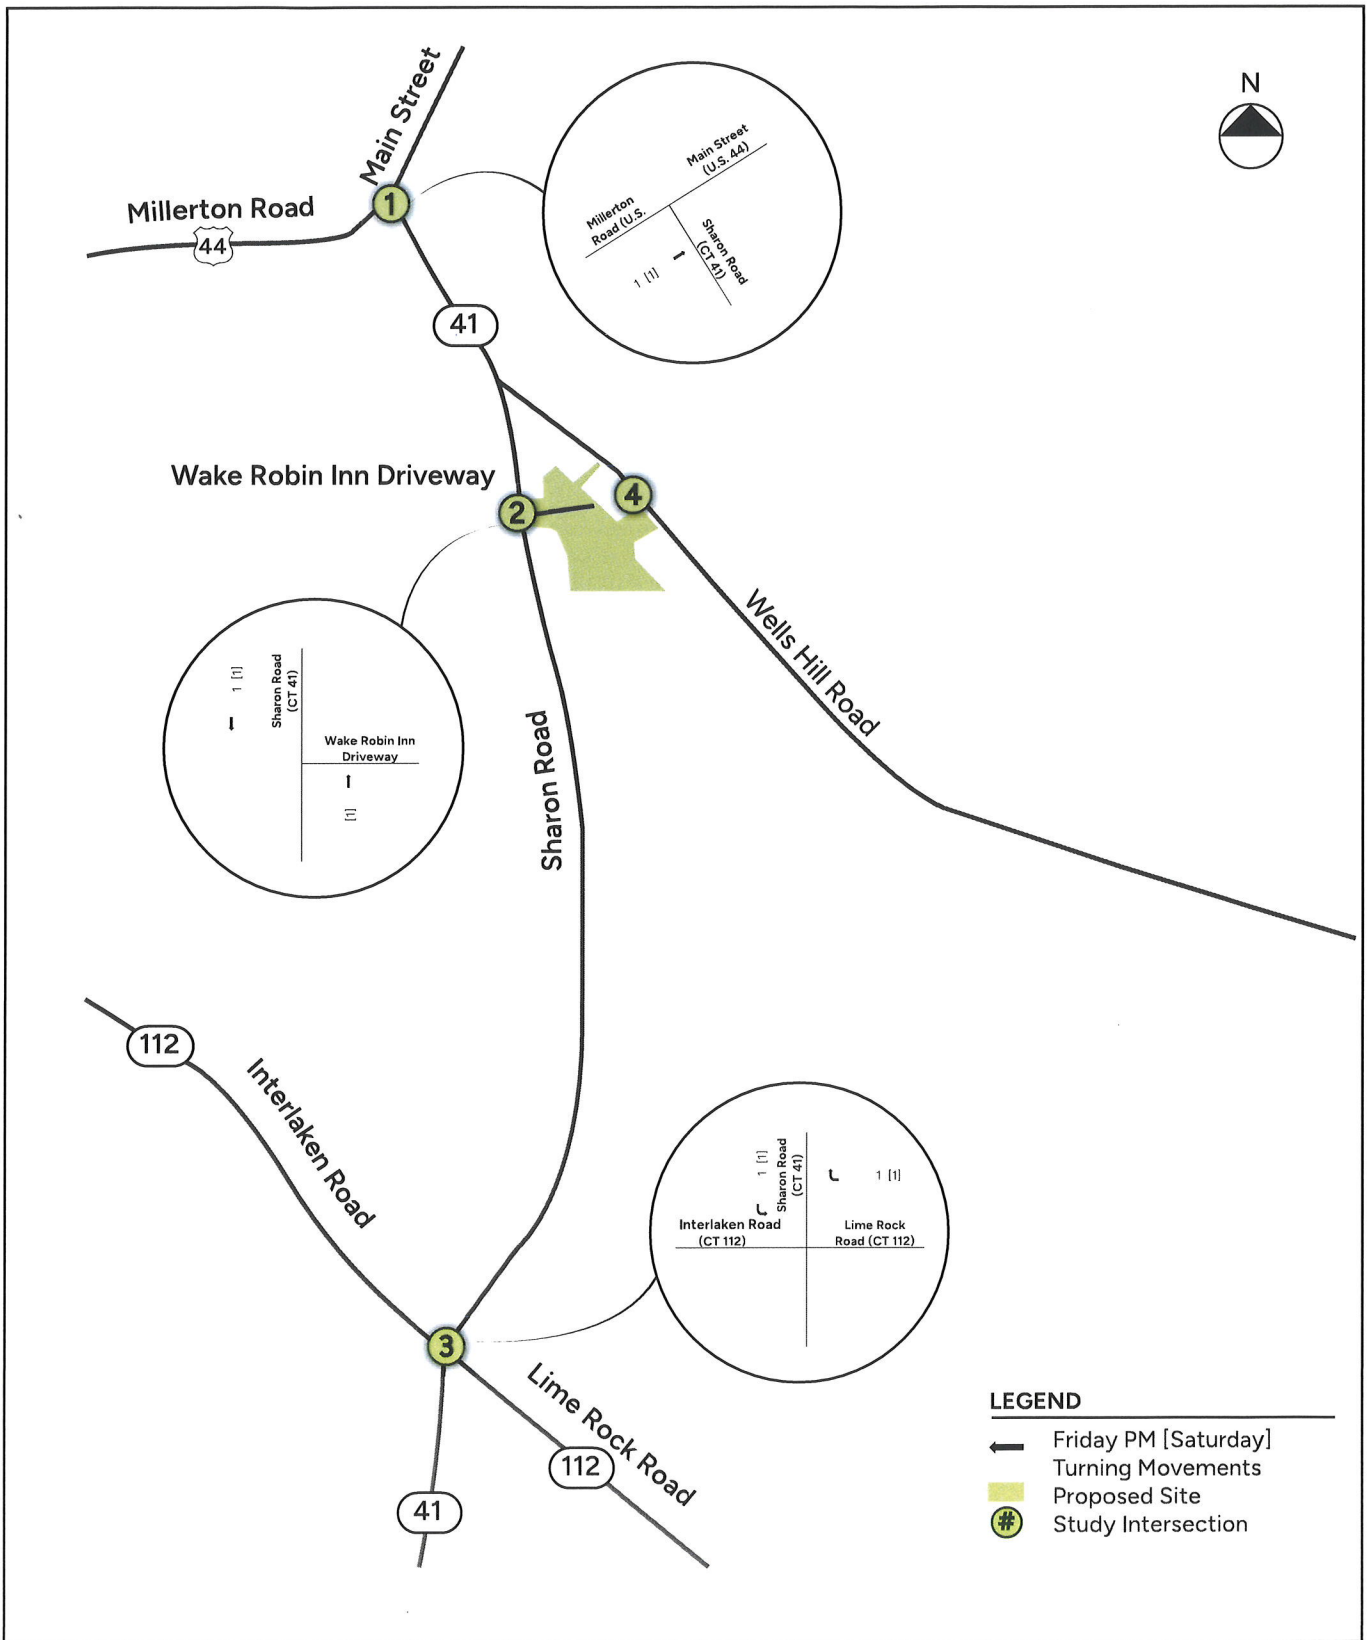 N
Main Street
Millerton Road
44
1
Main Street
(U.S. 44)
Millerton
Road (U.S.
Sharon Road
(CT 41)
1 [1]
41
Wake Robin Inn Driveway
2
4
Wells Hill Road
1 [1]
Sharon Road
(CT 41)
Wake Robin Inn
Driveway
[1]
Sharon Road
112
Interlaken Road
1 [1]
Sharon Road
(CT 41)
1 [1]
Interlaken Road
(CT 112)
Lime Rock
Road (CT 112)
3
Lime Rock Road
112
41
LEGEND
Friday PM [Saturday]
Turning Movements
Proposed Site
#
Study Intersection